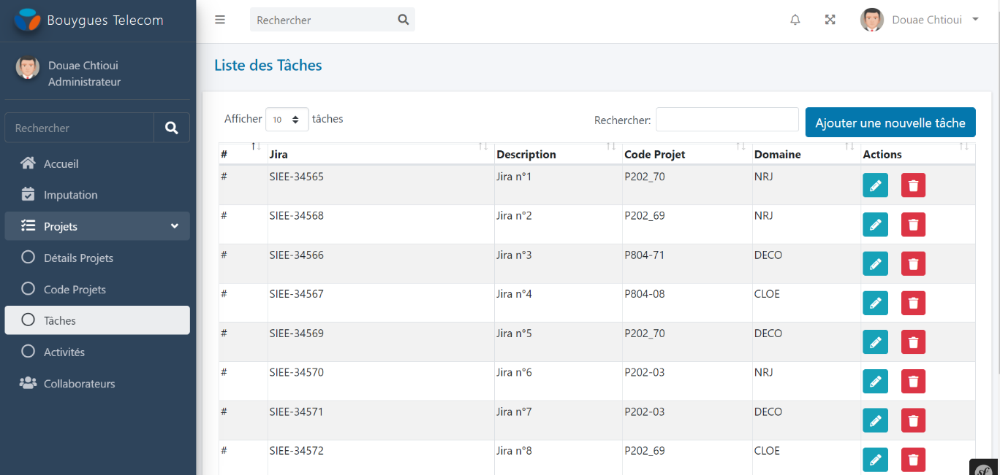 Bouygues Telecom
Rechercher
Douae Chtioui
Douae Chtioui
Administrateur
Rechercher
Accueil
Imputation
Projets
Détails Projets
Code Projets
Tâches
Activités
Collaborateurs
Liste des Tâches
Afficher 10 tâches
Rechercher:
Ajouter une nouvelle tâche
# Jira Description Code Projet Domaine Actions
# SIEE-34565 Jira n°1 P202_70 NRJ
# SIEE-34568 Jira n°2 P202_69 NRJ
# SIEE-34566 Jira n°3 P804-71 DECO
# SIEE-34567 Jira n°4 P804-08 CLOE
# SIEE-34569 Jira n°5 P202_70 DECO
# SIEE-34570 Jira n°6 P202-03 NRJ
# SIEE-34571 Jira n°7 P202-03 DECO
# SIEE-34572 Jira n°8 P202_69 CLOE
sf